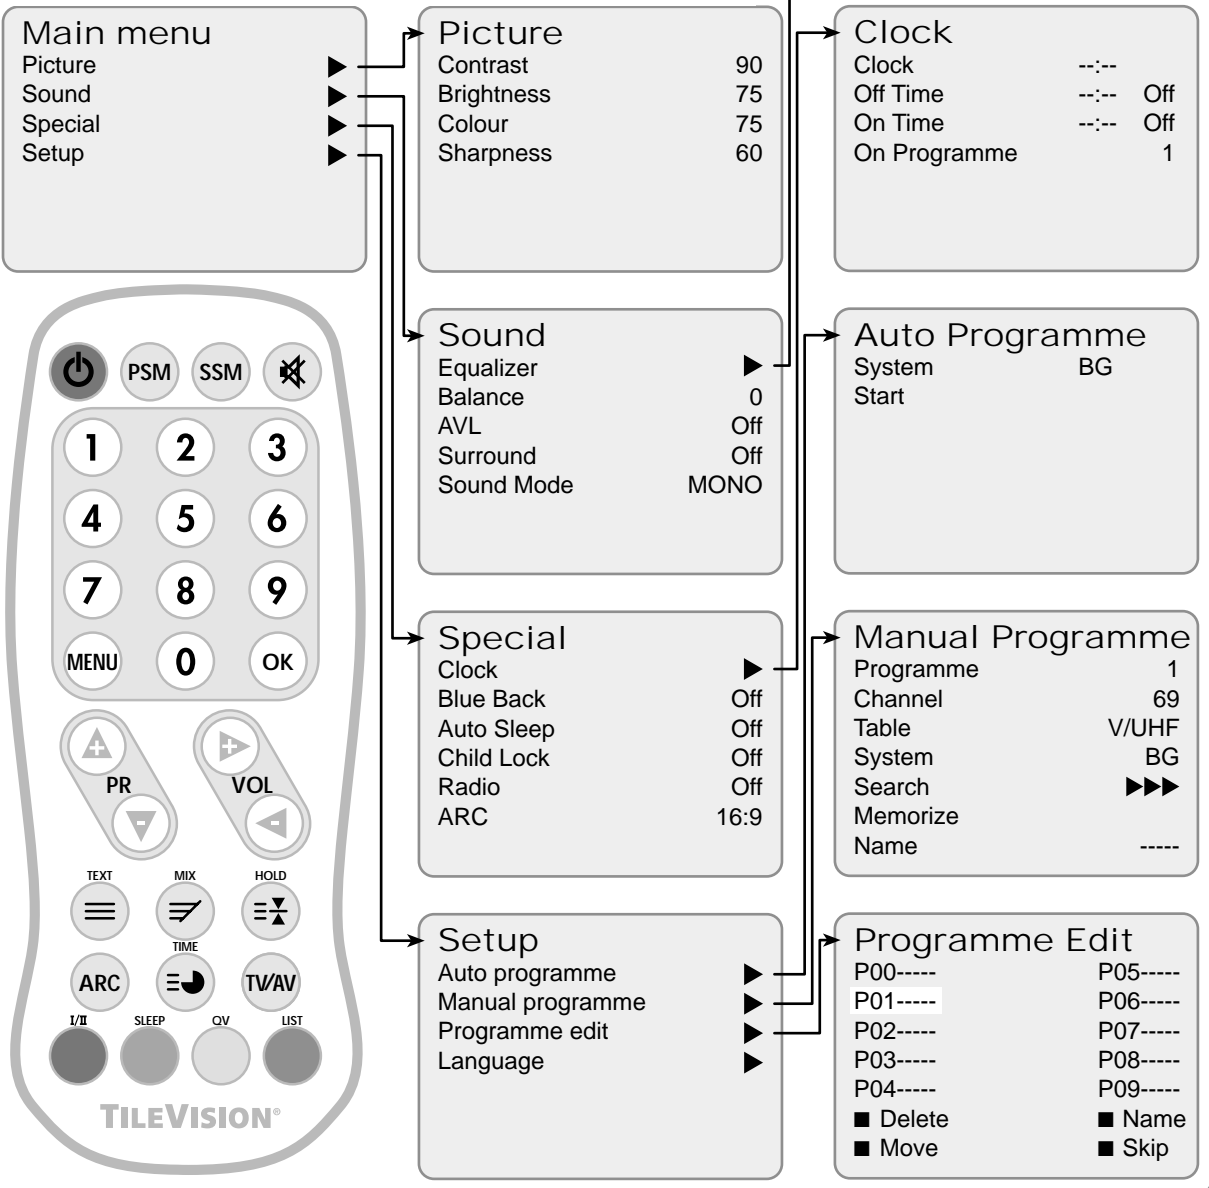 Main menu
Picture
Sound
Special
Setup
Picture
Contrast 90
Brightness 75
Colour 75
Sharpness 60
Clock
Clock --:--
Off Time --:-- Off
On Time --:-- Off
On Programme 1
Sound
Equalizer
Balance 0
AVL Off
Surround Off
Sound Mode MONO
Auto Programme
System BG
Start
Special
Clock
Blue Back Off
Auto Sleep Off
Child Lock Off
Radio Off
ARC 16:9
Manual Programme
Programme 1
Channel 69
Table V/UHF
System BG
Search ▶▶▶
Memorize
Name -----
Setup
Auto programme
Manual programme
Programme edit
Language
Programme Edit
P00----- P05-----
P01----- P06-----
P02----- P07-----
P03----- P08-----
P04----- P09-----
■ Delete ■ Name
■ Move ■ Skip
PSM SSM
1 2 3
4 5 6
7 8 9
MENU 0 OK
+ +
PR VOL
- -
TEXT MIX HOLD
TIME
ARC TV/AV
I/II SLEEP QV LIST
TILEVISION®